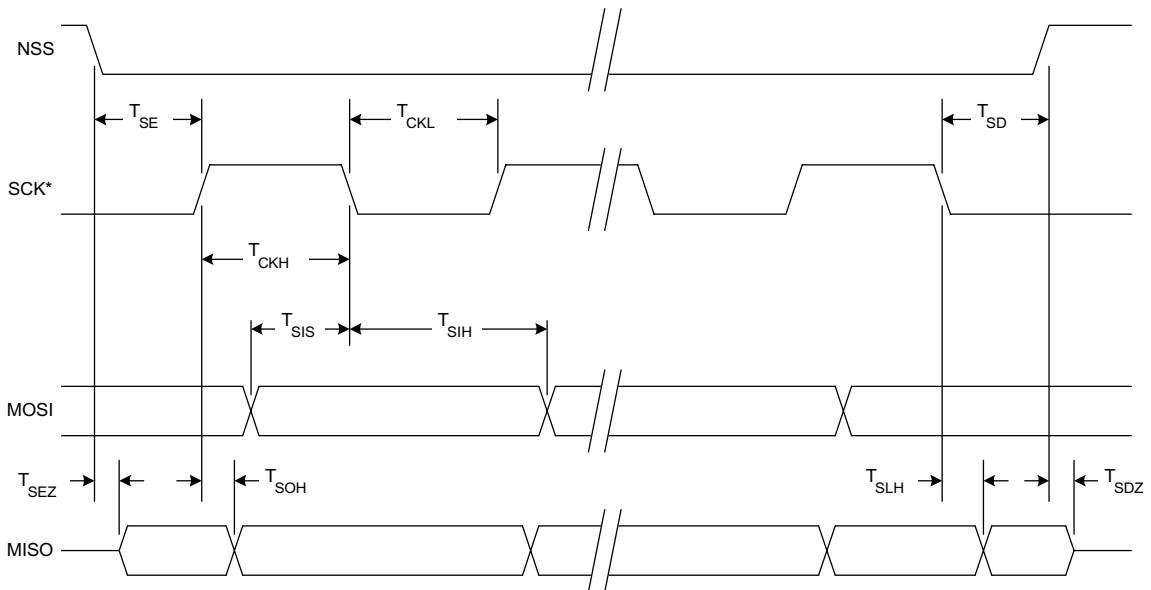 NSS
T_SE
T_CKL
T_SD
SCK*
T_CKH
T_SIS
T_SIH
MOSI
T_SEZ
T_SOH
T_SLH
T_SDZ
MISO